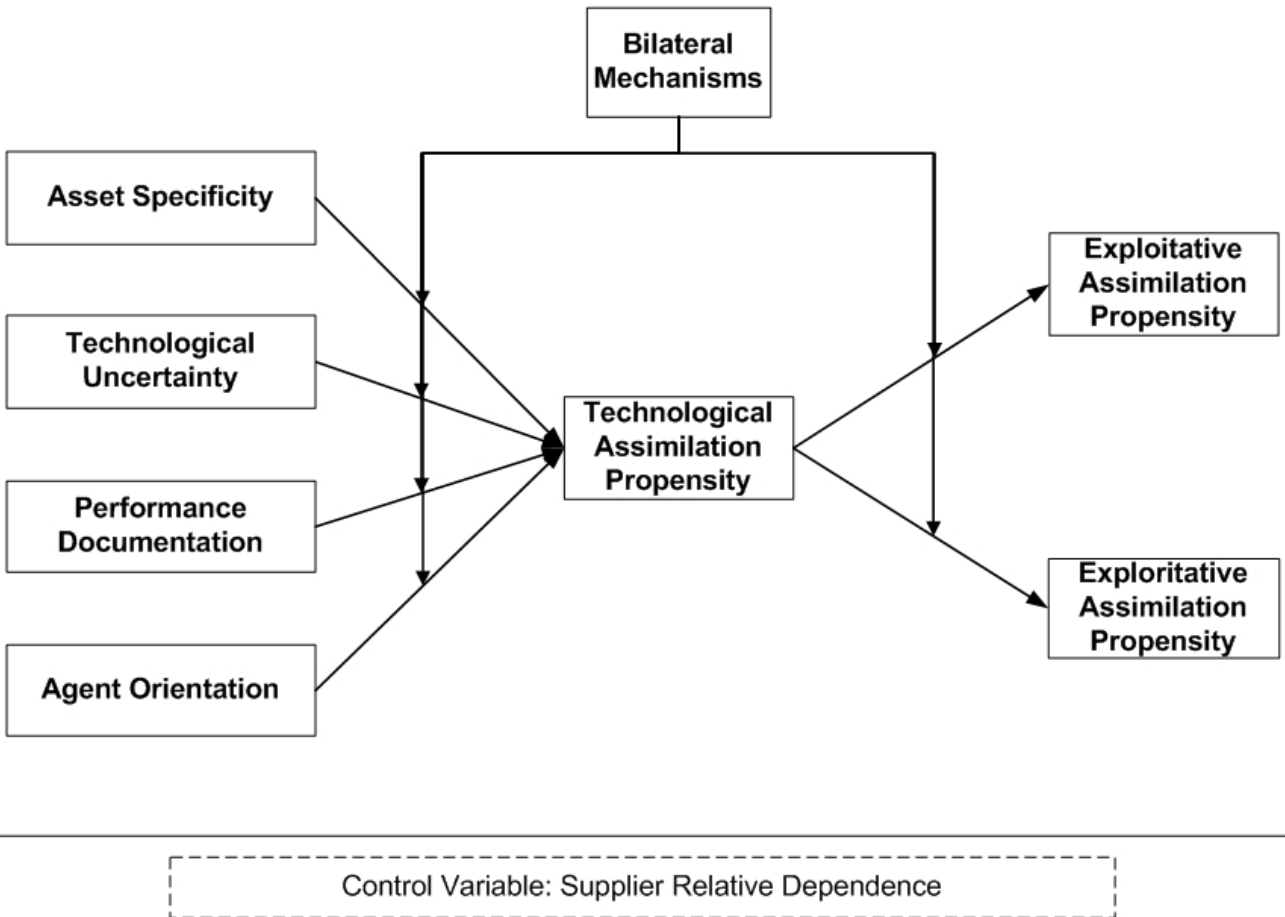 Bilateral
Mechanisms
Asset Specificity
Technological
Uncertainty
Performance
Documentation
Agent Orientation
Technological
Assimilation
Propensity
Exploitative
Assimilation
Propensity
Exploritative
Assimilation
Propensity
Control Variable: Supplier Relative Dependence